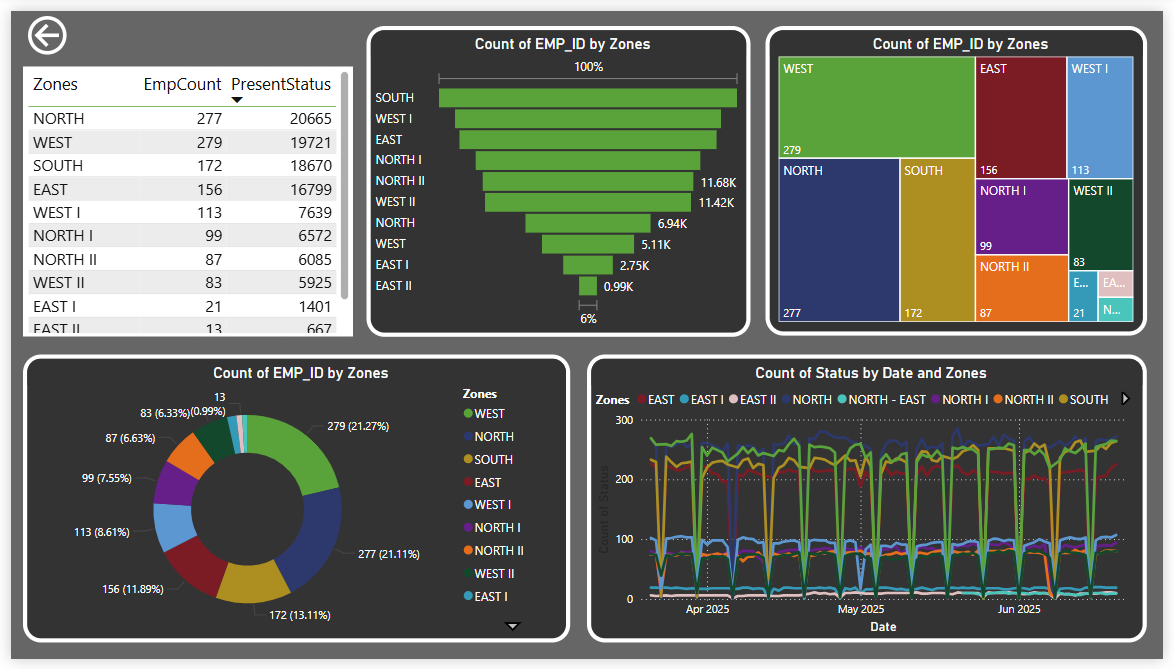 Zones EmpCount PresentStatus
NORTH 277 20665
WEST 279 19721
SOUTH 172 18670
EAST 156 16799
WEST I 113 7639
NORTH I 99 6572
NORTH II 87 6085
WEST II 83 5925
EAST I 21 1401
EAST II 13 667
Count of EMP_ID by Zones
100%
SOUTH
WEST I
EAST
NORTH I
NORTH II 11.68K
WEST II 11.42K
NORTH 6.94K
WEST 5.11K
EAST I 2.75K
EAST II 0.99K
6%
Count of EMP_ID by Zones
WEST
279
EAST
156
WEST I
113
NORTH
277
SOUTH
172
NORTH I
99
WEST II
83
NORTH II
87
E...
21
EA...
N...
Count of EMP_ID by Zones
13
(0.99%)
83 (6.33%)
87 (6.63%)
99 (7.55%)
113 (8.61%)
156 (11.89%)
172 (13.11%)
277 (21.11%)
279 (21.27%)
Zones
WEST
NORTH
SOUTH
EAST
WEST I
NORTH I
NORTH II
WEST II
EAST I
Count of Status by Date and Zones
Zones EAST EAST I EAST II NORTH NORTH - EAST NORTH I NORTH II SOUTH
Count of Status
300
200
100
0
Apr 2025 May 2025 Jun 2025
Date